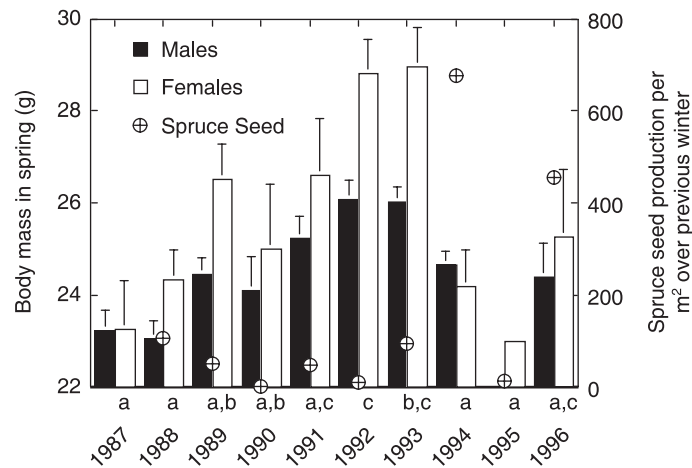 30
28
26
24
22
Body mass in spring (g)
Males
Females
Spruce Seed
800
600
400
200
0
Spruce seed production per
m² over previous winter
a a a,b a,b a,c c b,c a a a,c
1987 1988 1989 1990 1991 1992 1993 1994 1995 1996